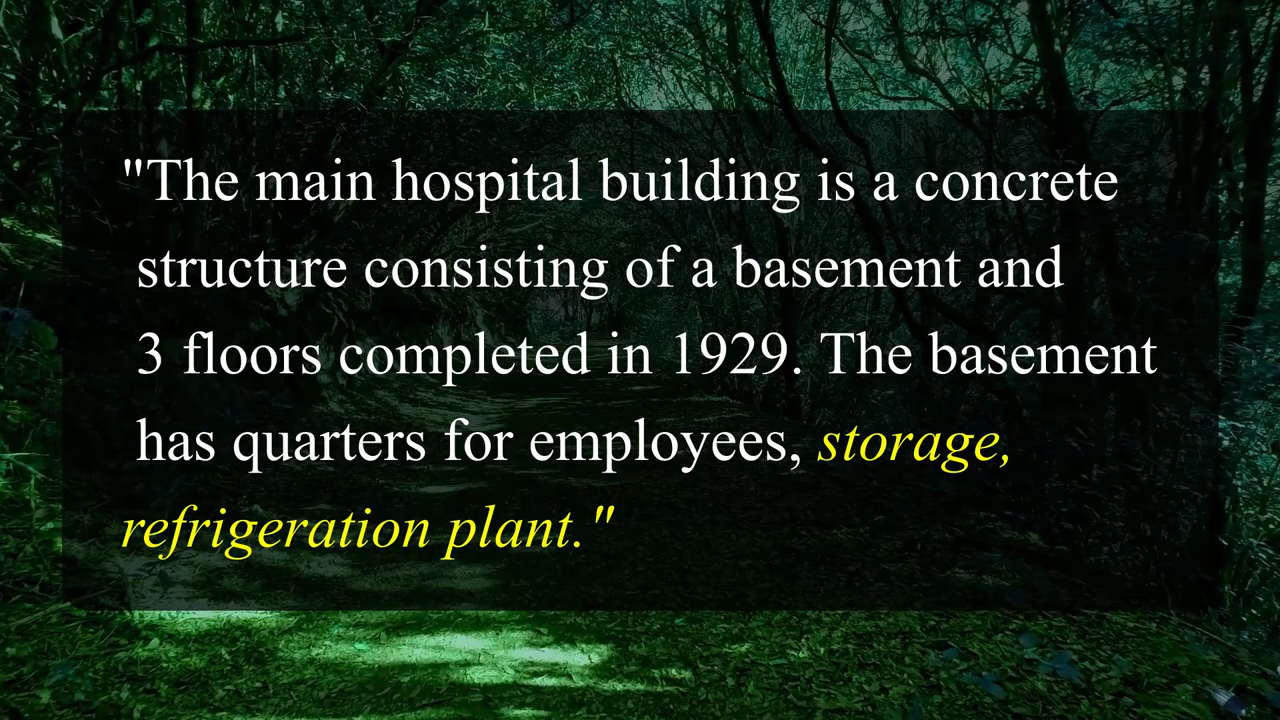 "The main hospital building is a concrete
structure consisting of a basement and
3 floors completed in 1929. The basement
has quarters for employees, storage,
refrigeration plant."